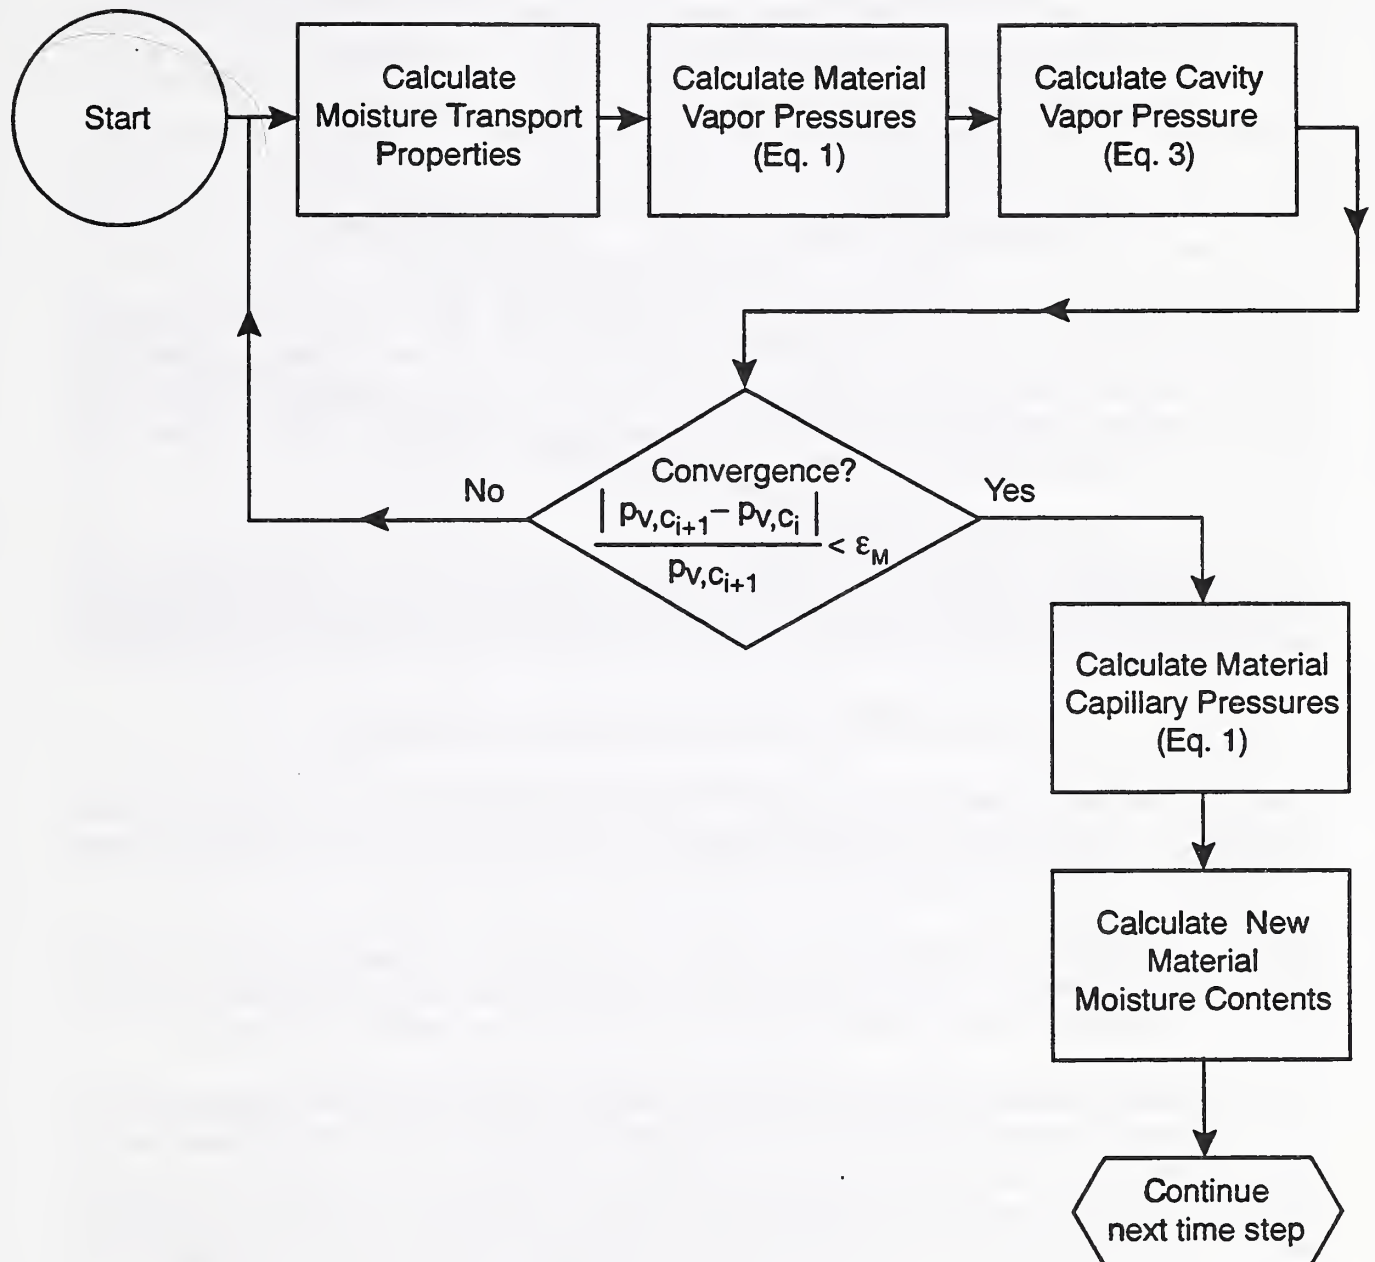 Start
Calculate
Moisture Transport
Properties
Calculate Material
Vapor Pressures
(Eq. 1)
Calculate Cavity
Vapor Pressure
(Eq. 3)
No
Convergence?
| pv,ci+1 – pv,ci |
pv,ci+1
< εM
Yes
Calculate Material
Capillary Pressures
(Eq. 1)
Calculate New
Material
Moisture Contents
Continue
next time step